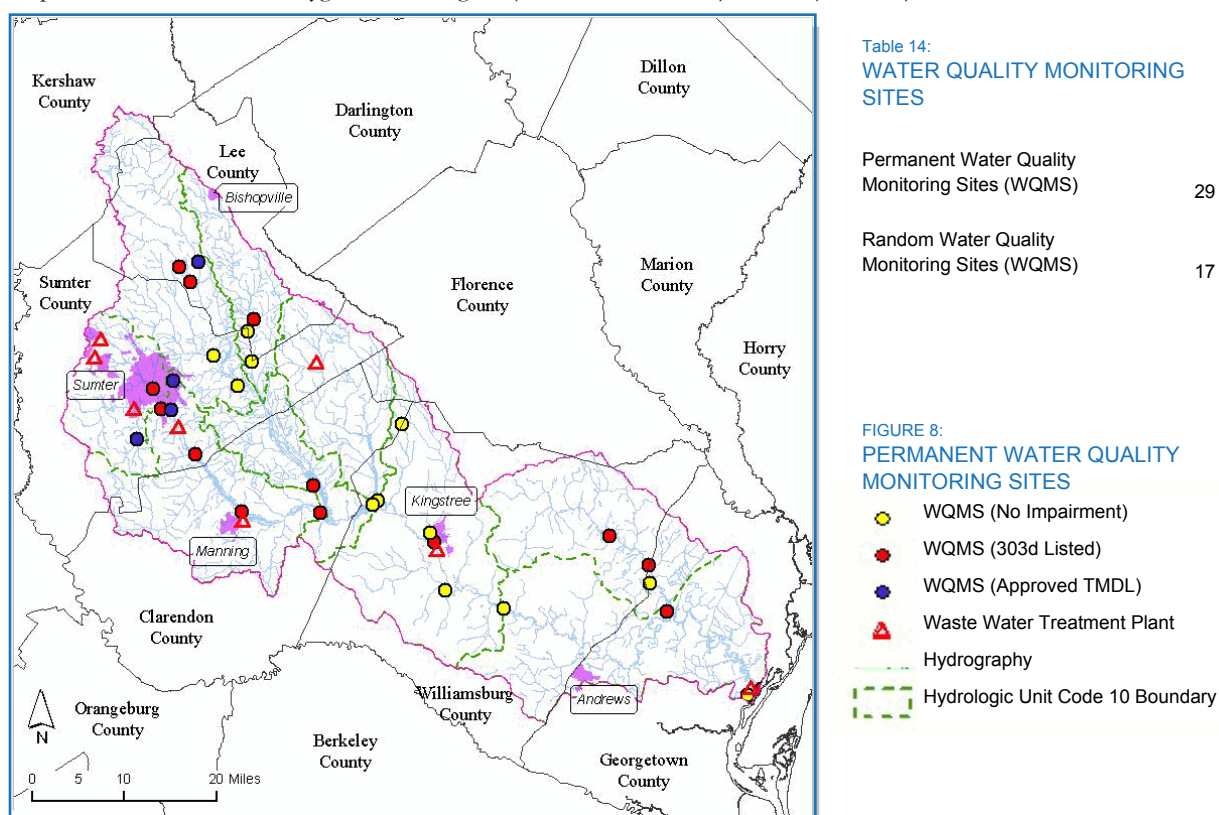 Kershaw
County
Dillon
County
Darlington
County
Lee
County
Bishopville
Sumter
County
Florence
County
Marion
County
Horry
County
Sumter
Kingstree
Manning
Clarendon
County
Williamsburg
County
Andrews
Orangeburg
County
Berkeley
County
Georgetown
County
N
0 5 10 20 Miles
Table 14:
WATER QUALITY MONITORING
SITES
Permanent Water Quality
Monitoring Sites (WQMS) 29
Random Water Quality
Monitoring Sites (WQMS) 17
FIGURE 8:
PERMANENT WATER QUALITY
MONITORING SITES
WQMS (No Impairment)
WQMS (303d Listed)
WQMS (Approved TMDL)
Waste Water Treatment Plant
Hydrography
Hydrologic Unit Code 10 Boundary